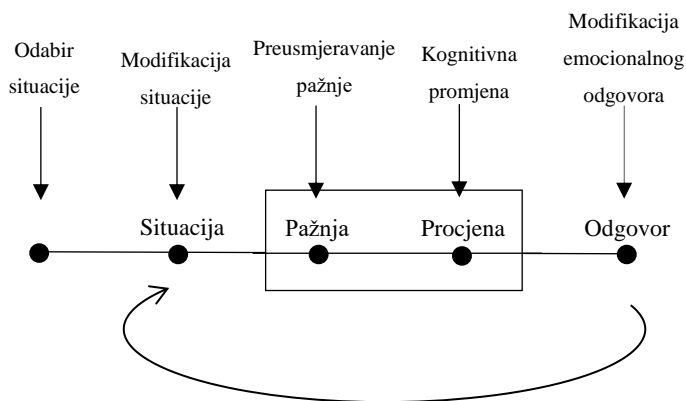 Odabir
situacije
Modifikacija
situacije
Preusmjeravanje
pažnje
Kognitivna
promjena
Modifikacija
emocionalnog
odgovora
Situacija
Pažnja
Procjena
Odgovor